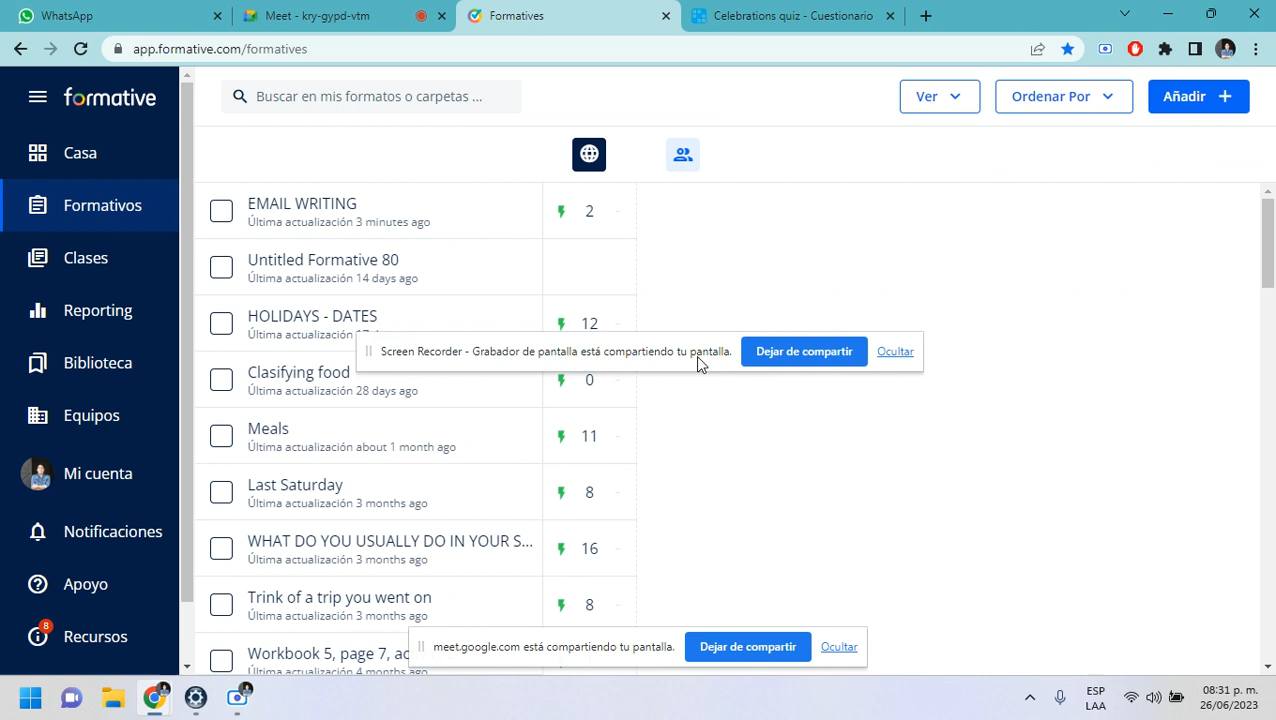 WhatsApp
Meet - kry-gypd-vtm
Formatives
Celebrations quiz - Cuestionario
app.formative.com/formatives
formative
Buscar en mis formatos o carpetas ...
Ver
Ordenar Por
Añadir +
Casa
Formativos
Clases
Reporting
Biblioteca
Equipos
Mi cuenta
Notificaciones
Apoyo
8
Recursos
EMAIL WRITING
Última actualización 3 minutes ago
2
Untitled Formative 80
Última actualización 14 days ago
HOLIDAYS - DATES
Última actualización
12
Screen Recorder - Grabador de pantalla está compartiendo tu pantalla.
Dejar de compartir
Ocultar
Clasifying food
Última actualización 28 days ago
0
Meals
Última actualización about 1 month ago
11
Last Saturday
Última actualización 3 months ago
8
WHAT DO YOU USUALLY DO IN YOUR S...
Última actualización 3 months ago
16
Trink of a trip you went on
Última actualización 3 months ago
8
meet.google.com está compartiendo tu pantalla.
Dejar de compartir
Ocultar
Workbook 5, page 7, ac
Última actualización 4 months ago
ESP
LAA
08:31 p. m.
26/06/2023